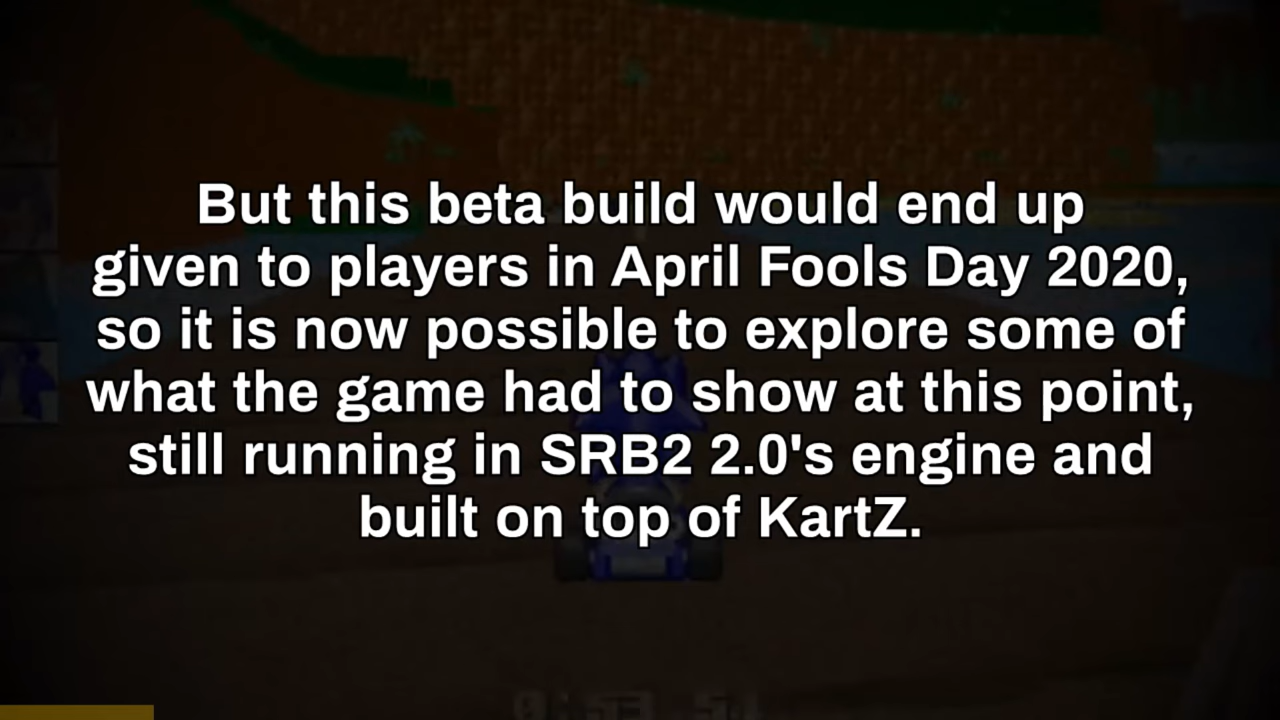 But this beta build would end up
given to players in April Fools Day 2020,
so it is now possible to explore some of
what the game had to show at this point,
still running in SRB2 2.0's engine and
built on top of KartZ.